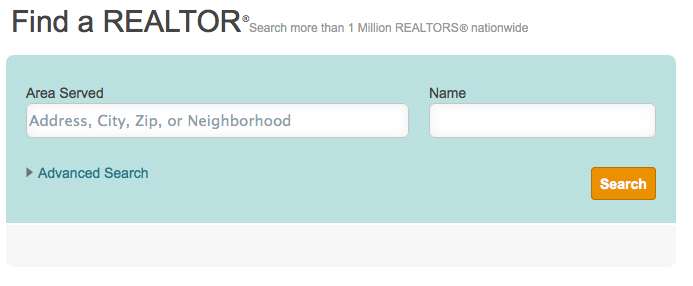 Find a REALTOR® Search more than 1 Million REALTORS® nationwide
Area Served Name
Address, City, Zip, or Neighborhood
Advanced Search
Search